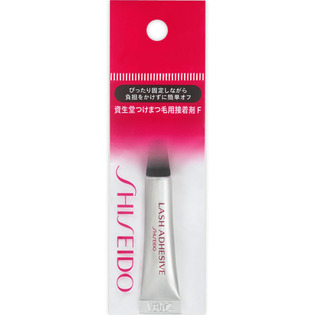 ぴったり固定しながら
負担をかけずに簡単オフ
資生堂つけまつ毛用接着剤 F
SHISEIDO
LASH ADHESIVE
SHISEIDO